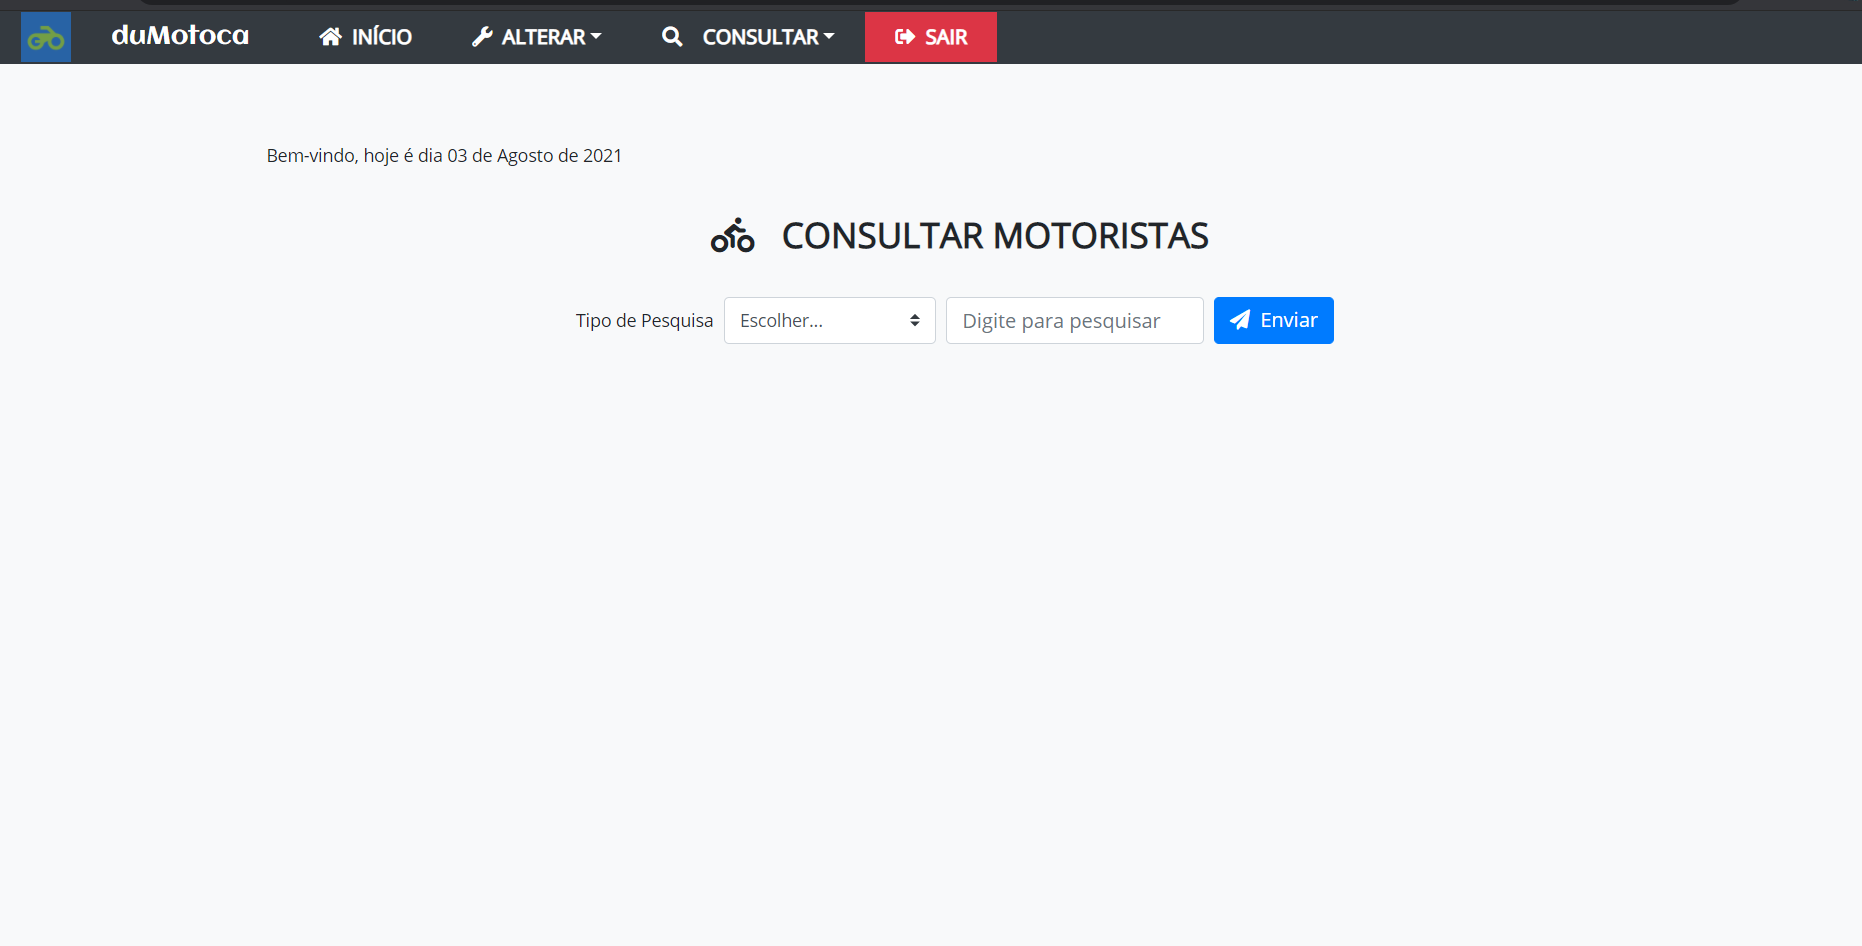 duMotoca INÍCIO ALTERAR CONSULTAR SAIR
Bem-vindo, hoje é dia 03 de Agosto de 2021
CONSULTAR MOTORISTAS
Tipo de Pesquisa Escolher... Digite para pesquisar Enviar